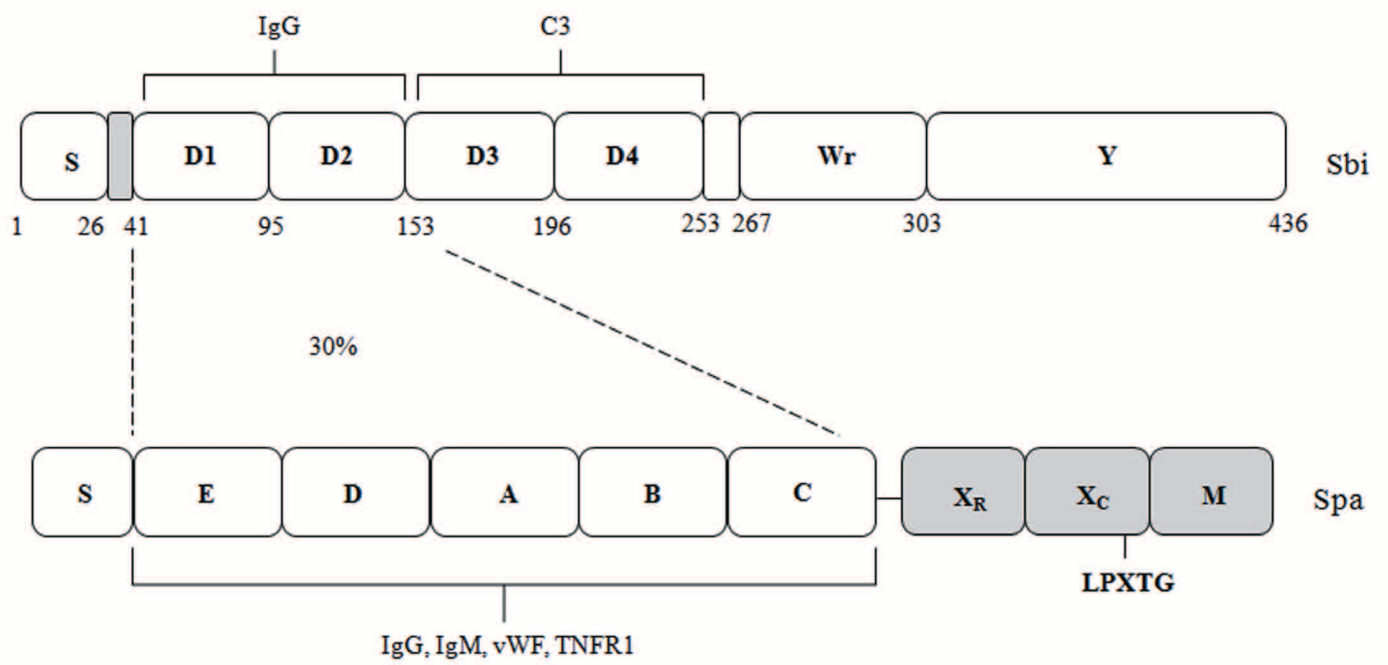 IgG C3
S D1 D2 D3 D4 Wr Y Sbi
1 26 41 95 153 196 253 267 303 436
30%
S E D A B C XR XC M Spa
LPXTG
IgG, IgM, vWF, TNFR1